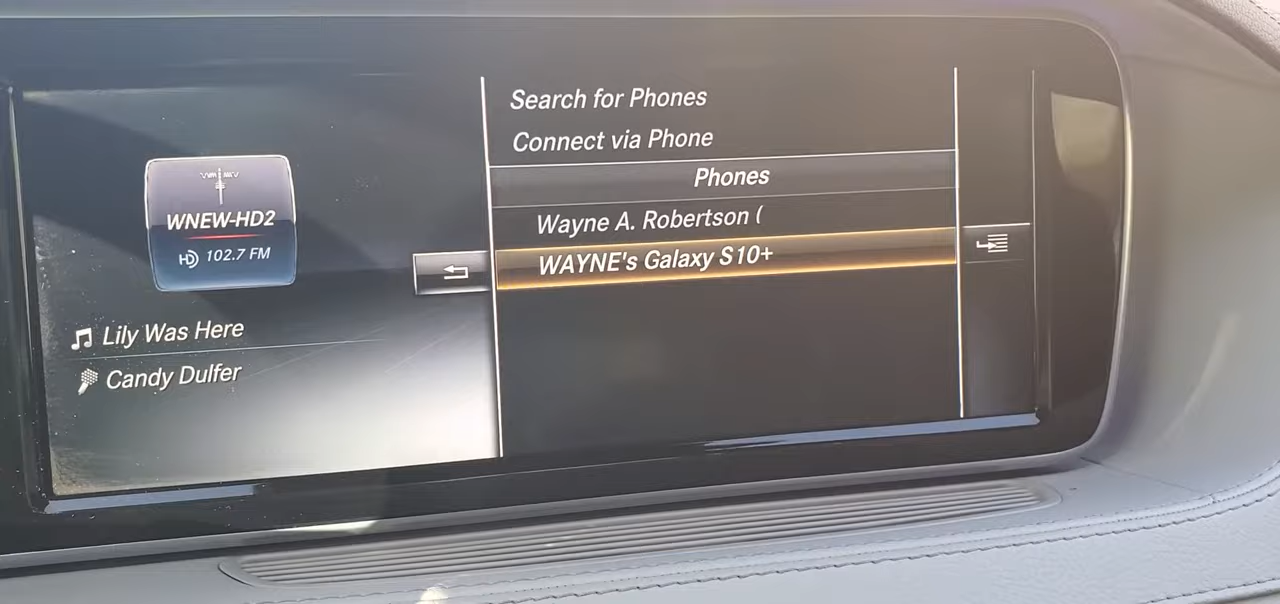 WNEW-HD2
HD 102.7 FM
Lily Was Here
Candy Dulfer
Search for Phones
Connect via Phone
Phones
Wayne A. Robertson (
WAYNE's Galaxy S10+